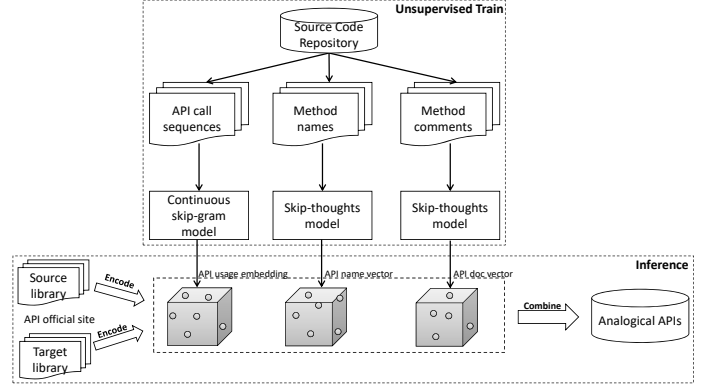 Unsupervised Train
Source Code
Repository
API call
sequences
Method
names
Method
comments
Continuous
skip-gram
model
Skip-thoughts
model
Skip-thoughts
model
API usage embedding
API name vector
API doc vector
Inference
Source
library
Encode
API official site
Encode
Target
library
Combine
Analogical APIs